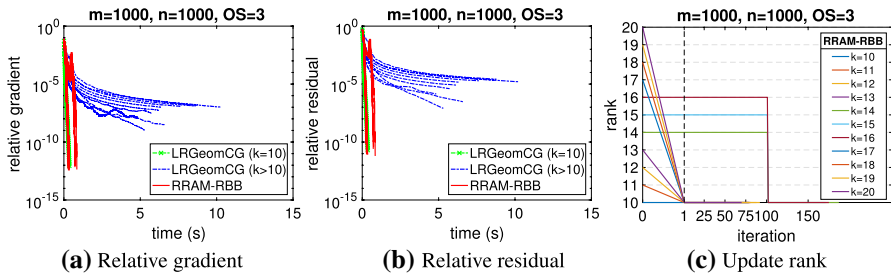 m=1000, n=1000, OS=3
relative gradient
10^0
10^-5
10^-10
10^-15
LRGeomCG (k=10)
LRGeomCG (k>10)
RRAM-RBB
0 5 10 15
time (s)
(a) Relative gradient
m=1000, n=1000, OS=3
relative residual
10^0
10^-5
10^-10
10^-15
LRGeomCG (k=10)
LRGeomCG (k>10)
RRAM-RBB
0 5 10 15
time (s)
(b) Relative residual
m=1000, n=1000, OS=3
rank
20
19
18
17
16
15
14
13
12
11
10
RRAM-RBB
k=10
k=11
k=12
k=13
k=14
k=15
k=16
k=17
k=18
k=19
k=20
0 1 25 50 75 100 150
iteration
(c) Update rank